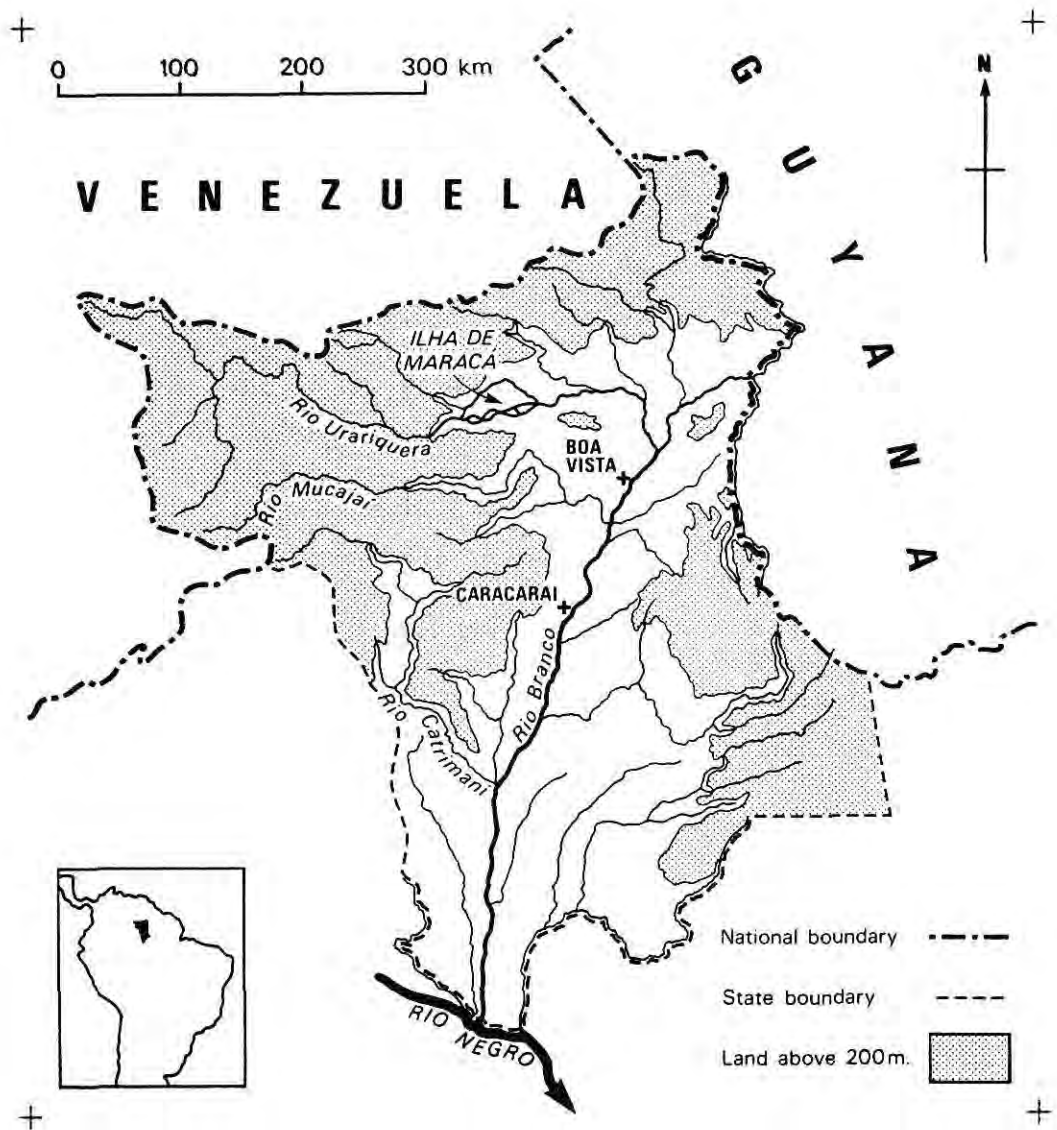 0 100 200 300 km
N
VENEZUELA
GUYANA
ILHA DE
MARACA
Rio Urariquera
BOA
VISTA
Rio Mucajaí
CARACARAI
Rio Branco
Rio Catrimani
RIO NEGRO
National boundary
State boundary
Land above 200m.